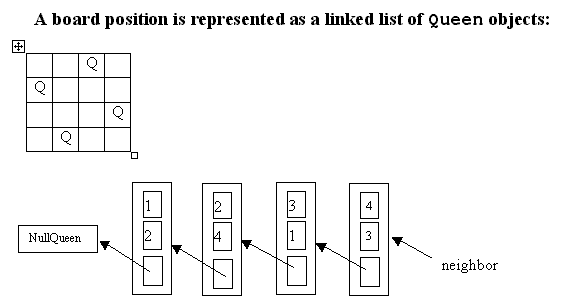 A board position is represented as a linked list of Queen objects:
Q
Q
Q
Q
1 2 3 4
NullQueen 2 4 1 3
neighbor